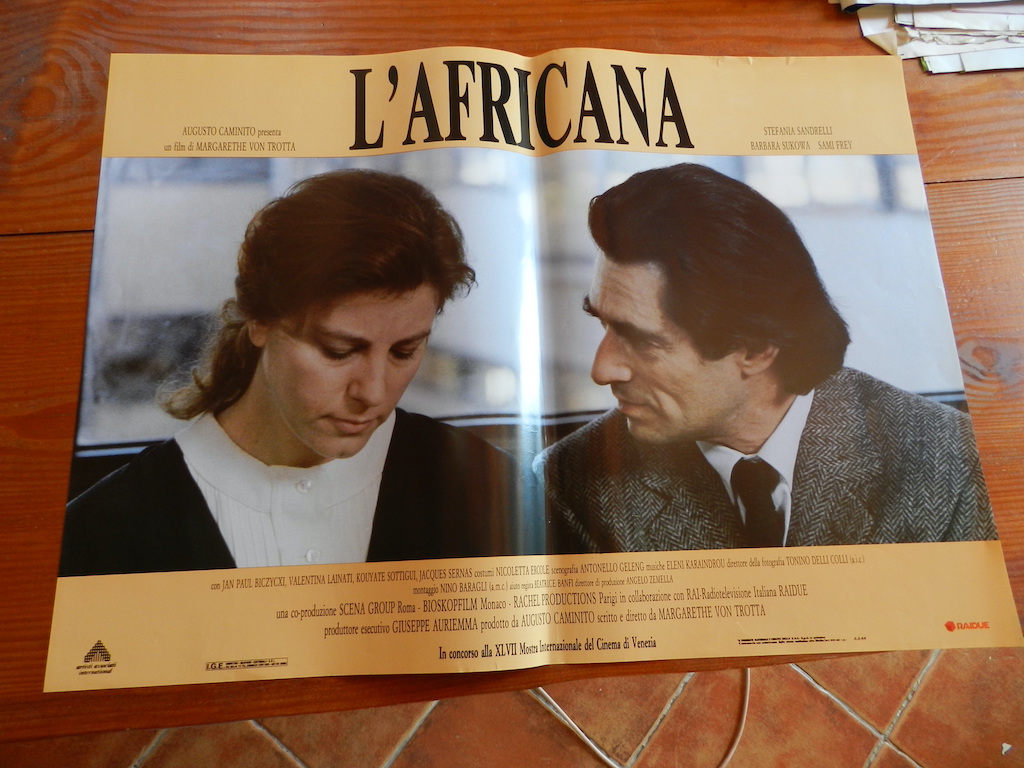 L'AFRICANA
AUGUSTO CAMINITO presenta
un film di MARGARETHE VON TROTTA
STEFANIA SANDRELLI
BARBARA SUKOWA SAMI FREY
con JAN PAUL BICZYCXI, VALENTINA LAINATI, KOUYATE SOTTIGUI, JACQUES SERNAS costumi NICOLETTA ERCOLE scenografia ANTONELLO GELENG musiche ELENI KARAINDROU direttore della fotografia TONINO DELLI COLLI (a.i.c.)
montaggio NINO BARAGLI (a.m.c.) aiuto regista BEATRICE BANFI direttore di produzione ANGELO ZEMELLA
una co-produzione SCENA GROUP Roma - BIOSKOPFILM Monaco - RACHEL PRODUCTIONS Parigi in collaborazione con RAI-Radiotelevisione Italiana RAIDUE
produttore esecutivo GIUSEPPE AURIEMMA prodotto da AUGUSTO CAMINITO scritto e diretto da MARGARETHE VON TROTTA
In concorso alla XLVII Mostra Internazionale del Cinema di Venezia
I.G.E.
RAIDUE